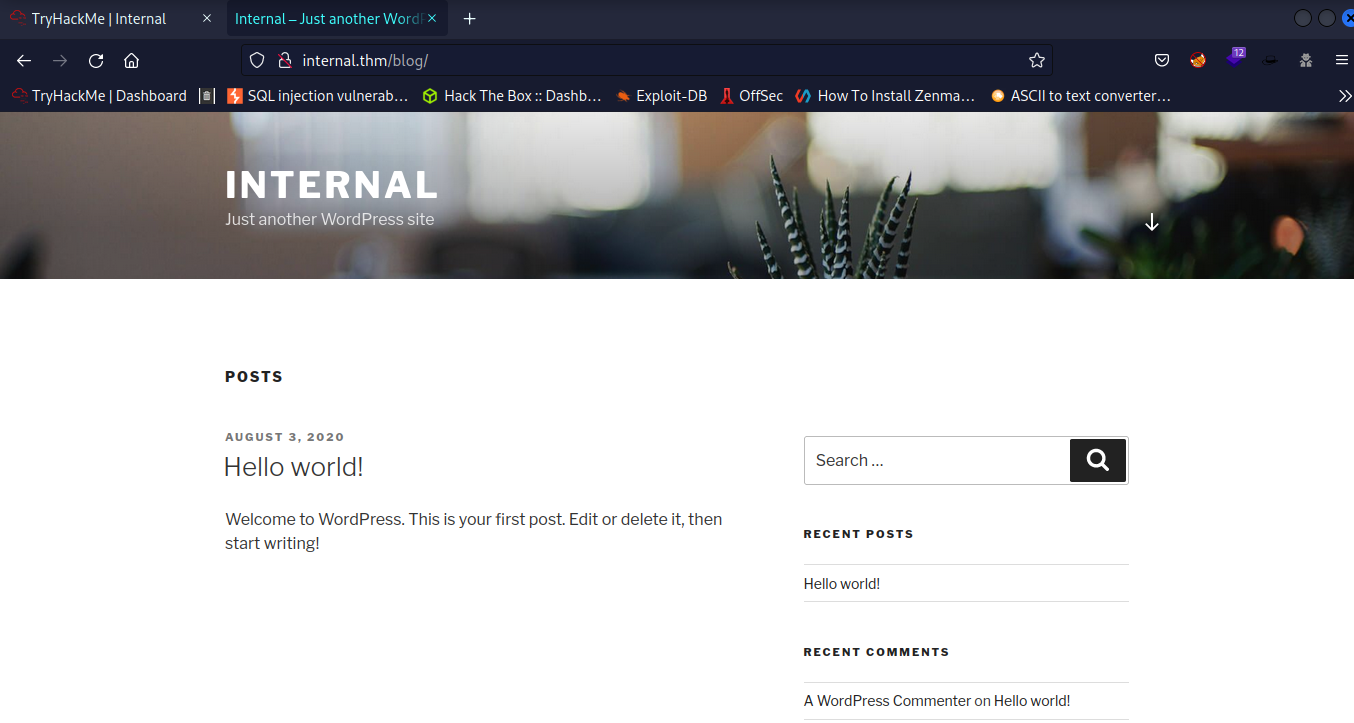 TryHackMe | Internal
Internal – Just another WordP
internal.thm/blog/
12
TryHackMe | Dashboard
SQL injection vulnerab…
Hack The Box :: Dashb…
Exploit-DB
OffSec
How To Install Zenma…
ASCII to text converter…
INTERNAL
Just another WordPress site
POSTS
AUGUST 3, 2020
Hello world!
Welcome to WordPress. This is your first post. Edit or delete it, then
start writing!
Search …
RECENT POSTS
Hello world!
RECENT COMMENTS
A WordPress Commenter on Hello world!